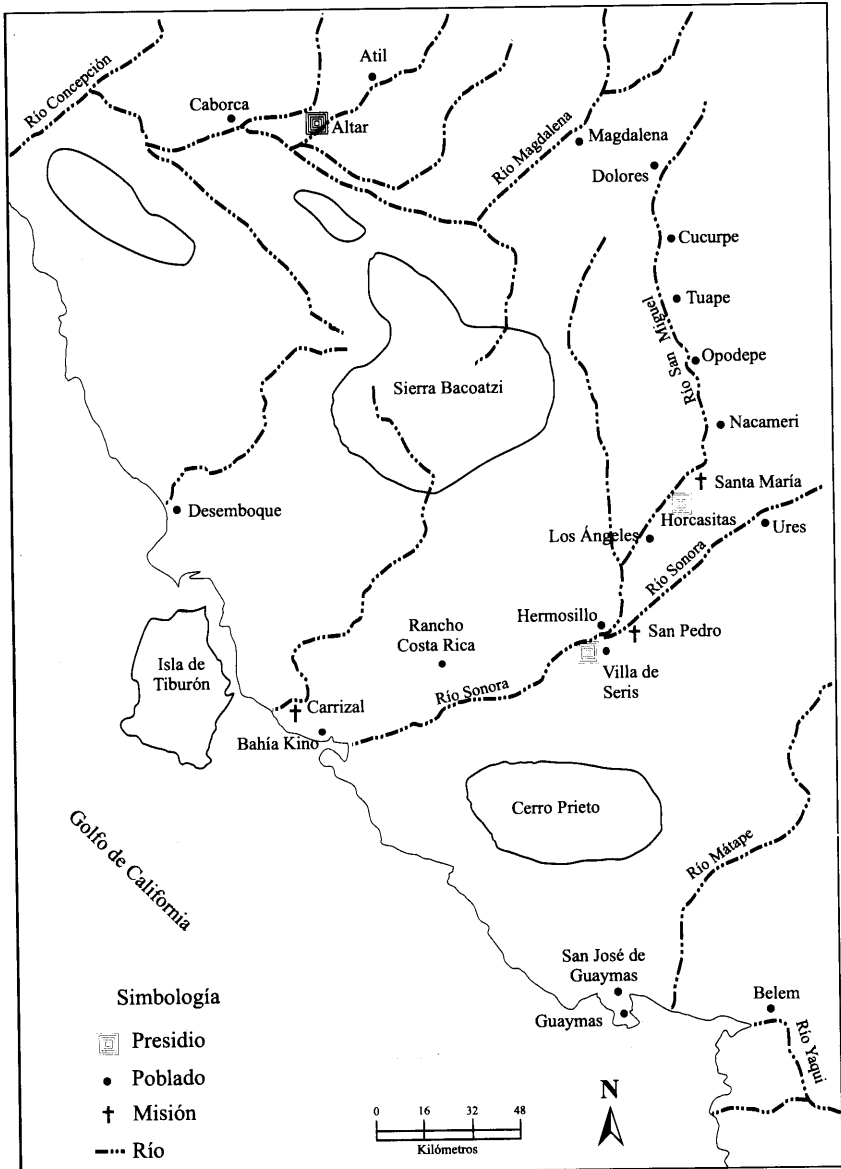 Río Concepción
Caborca
Atil
Altar
Río Magdalena
Magdalena
Dolores
Cucurpe
Tuape
Río San Miguel
Opodepe
Nacameri
Sierra Bacoatzi
Desemboque
Santa María
Horcasitas
Los Ángeles
Ures
Río Sonora
Hermosillo
San Pedro
Villa de
Seris
Rancho
Costa Rica
Río Sonora
Isla de
Tiburón
Carrizal
Bahía Kino
Cerro Prieto
Golfo de California
Río Mátape
San José de
Guaymas
Guaymas
Belem
Río Yaqui
Simbología
Presidio
Poblado
Misión
Río
0 16 32 48
Kilómetros
N